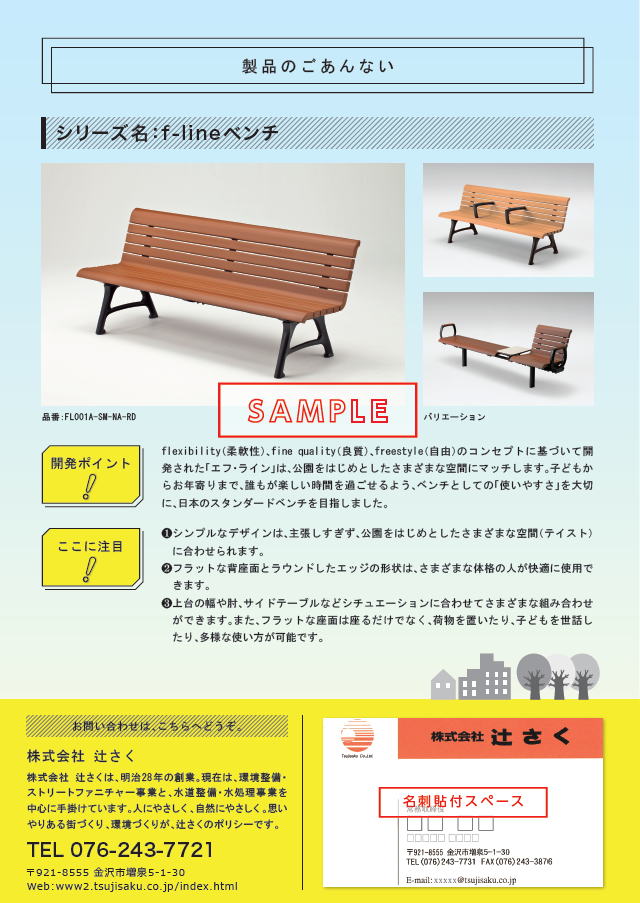 製品のごあんない
シリーズ名:f-lineベンチ
SAMPLE
品番:FL001A-SM-NA-RD
バリエーション
開発ポイント
flexibility(柔軟性)、fine quality(良質)、freestyle(自由)のコンセプトに基づいて開
発された「エフ・ライン」は、公園をはじめとしたさまざまな空間にマッチします。子どもか
らお年寄りまで、誰もが楽しい時間を過ごせるよう、ベンチとしての「使いやすさ」を大切
に、日本のスタンダードベンチを目指しました。
ここに注目
❶シンプルなデザインは、主張しすぎず、公園をはじめとしたさまざまな空間(テイスト)
に合わせられます。
❷フラットな背座面とラウンドしたエッジの形状は、さまざまな体格の人が快適に使用で
きます。
❸上台の幅や肘、サイドテーブルなどシチュエーションに合わせてさまざまな組み合わせ
ができます。また、フラットな座面は座るだけでなく、荷物を置いたり、子どもを世話し
たり、多様な使い方が可能です。
お問い合わせは、こちらへどうぞ。
株式会社 辻さく
株式会社 辻さくは、明治28年の創業。現在は、環境整備・
ストリートファニチャー事業と、水道整備・水処理事業を
中心に手掛けています。人にやさしく、自然にやさしく。思い
やりある街づくり、環境づくりが、辻さくのポリシーです。
TEL 076-243-7721
〒921-8555 金沢市増泉5-1-30
Web:www2.tsujisaku.co.jp/index.html
Tsujisaku Co.,Ltd
株式会社 辻さく
名刺貼付スペース
常務取締役
□□ □□
□□□□□ □□□□
〒921-8555 金沢市増泉5-1-30
TEL(076)243-7731 FAX(076)243-3876
E-mail:xxxxx@tsujisaku.co.jp